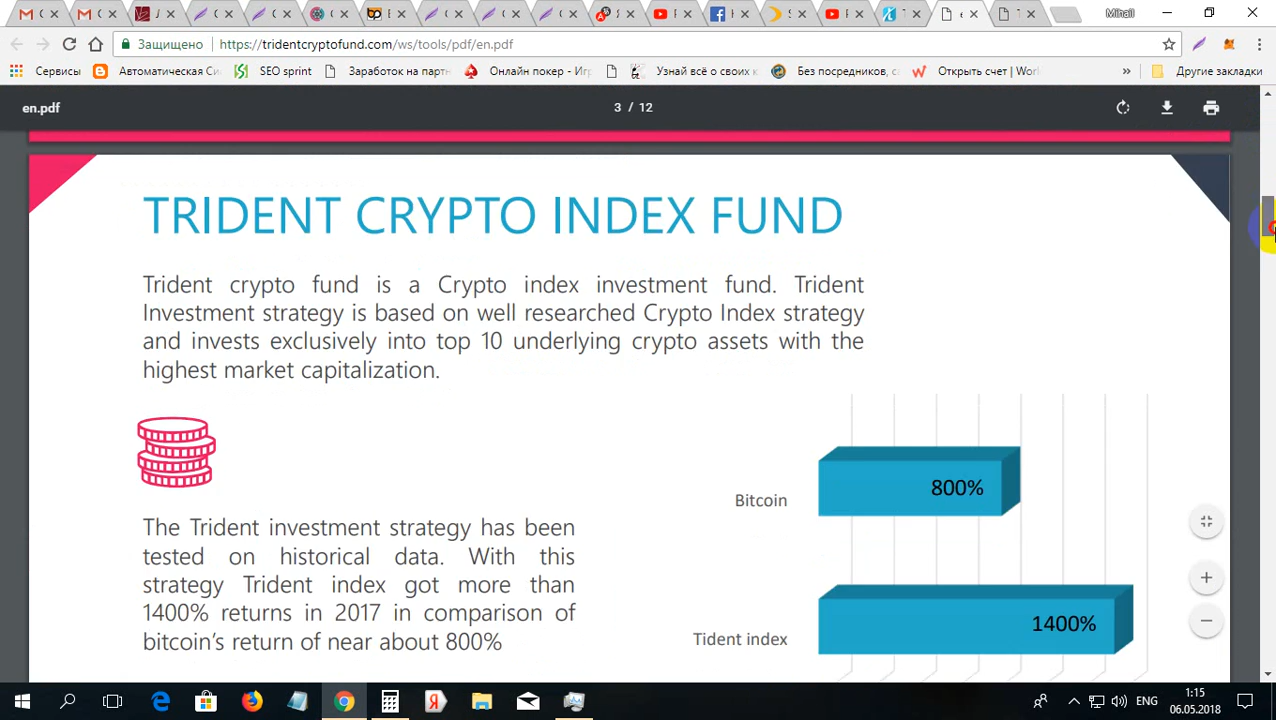 Mihail
Защищено
https://tridentcryptofund.com/ws/tools/pdf/en.pdf
Сервисы
Автоматическая Си
SEO sprint
Заработок на партн
Онлайн покер - Игр
Узнай всё о своих к
Без посредников, са
Открыть счет | Worl
»
Другие закладки
en.pdf
3 / 12
TRIDENT CRYPTO INDEX FUND
Trident crypto fund is a Crypto index investment fund. Trident
Investment strategy is based on well researched Crypto Index strategy
and invests exclusively into top 10 underlying crypto assets with the
highest market capitalization.
The Trident investment strategy has been
tested on historical data. With this
strategy Trident index got more than
1400% returns in 2017 in comparison of
bitcoin's return of near about 800%
Bitcoin
800%
Tident index
1400%
ENG
1:15
06.05.2018